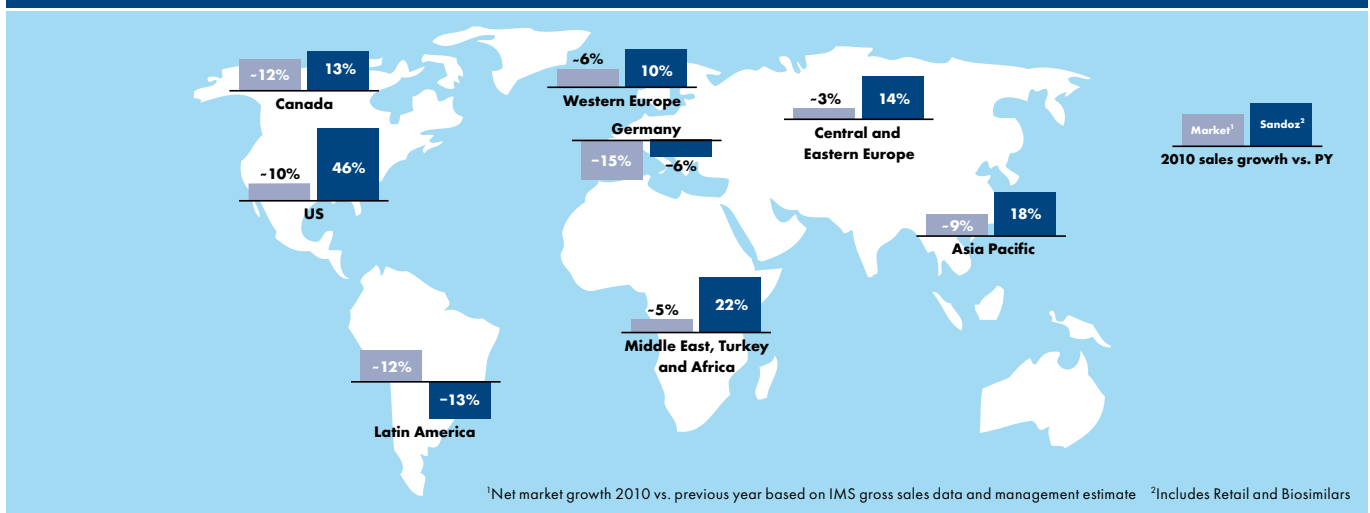 ~12%
13%
Canada
~10%
46%
US
~12%
−13%
Latin America
~6%
10%
Western Europe
Germany
−15%
−6%
~3%
14%
Central and
Eastern Europe
~5%
22%
Middle East, Turkey
and Africa
~9%
18%
Asia Pacific
Market¹
Sandoz²
2010 sales growth vs. PY
¹Net market growth 2010 vs. previous year based on IMS gross sales data and management estimate ²Includes Retail and Biosimilars